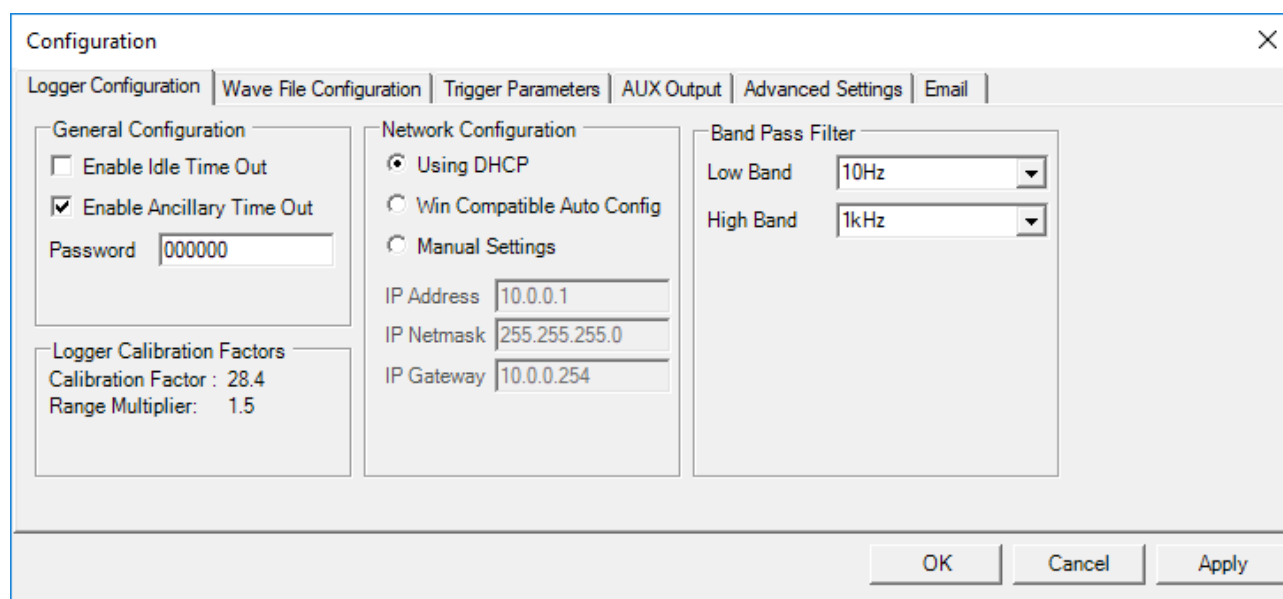 Configuration
Logger Configuration Wave File Configuration Trigger Parameters AUX Output Advanced Settings Email
General Configuration
Enable Idle Time Out
Enable Ancillary Time Out
Password 000000
Logger Calibration Factors
Calibration Factor : 28.4
Range Multiplier: 1.5
Network Configuration
Using DHCP
Win Compatible Auto Config
Manual Settings
IP Address 10.0.0.1
IP Netmask 255.255.255.0
IP Gateway 10.0.0.254
Band Pass Filter
Low Band 10Hz
High Band 1kHz
OK Cancel Apply